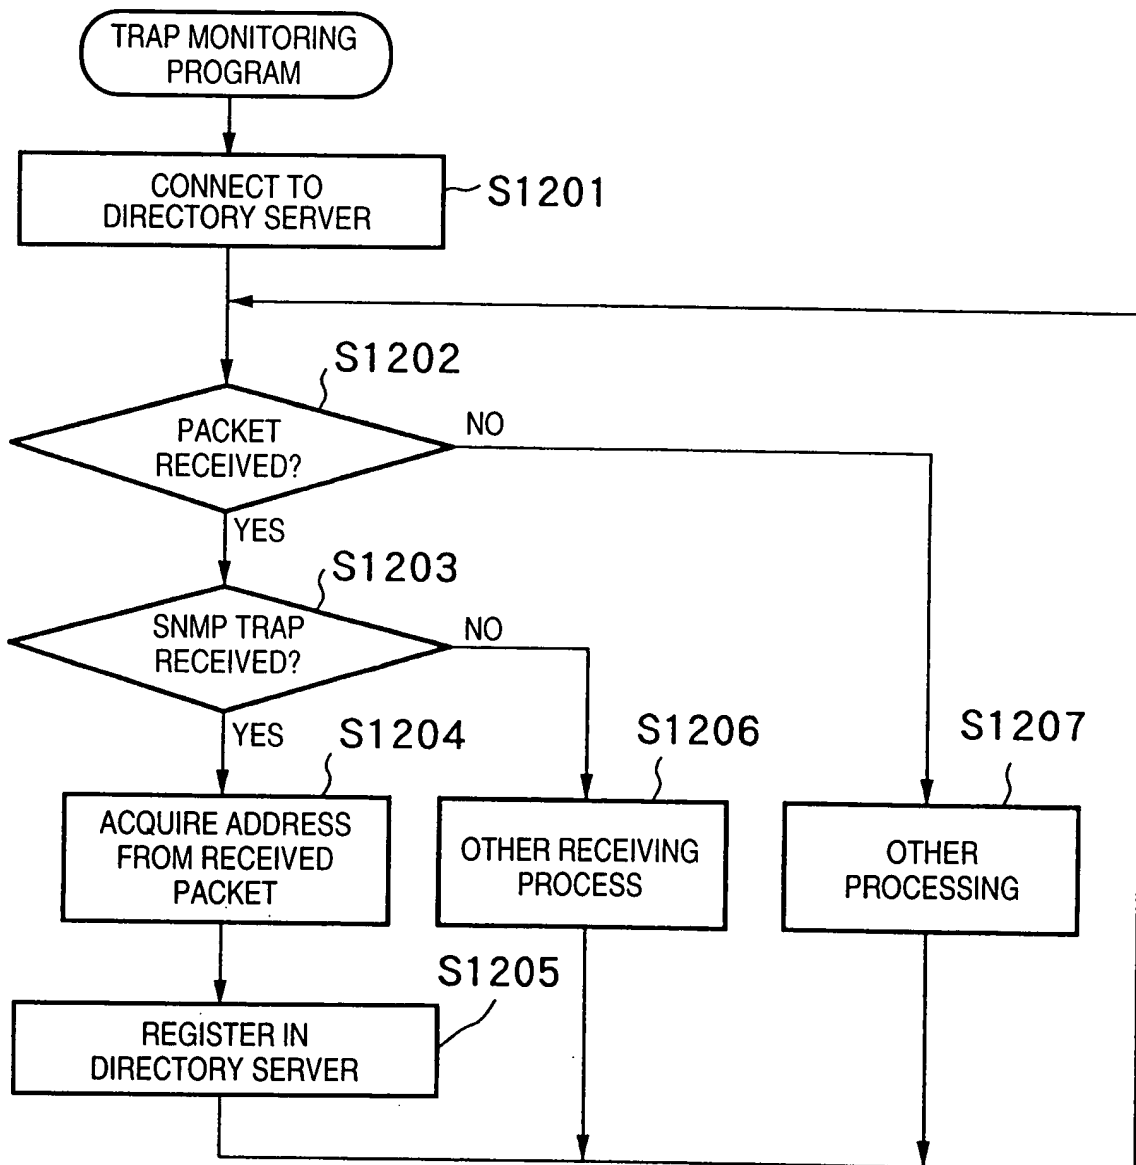 TRAP MONITORING
PROGRAM
CONNECT TO
DIRECTORY SERVER
S1201
S1202
PACKET
RECEIVED?
NO
YES
S1203
SNMP TRAP
RECEIVED?
NO
YES
S1204
S1206
S1207
ACQUIRE ADDRESS
FROM RECEIVED
PACKET
OTHER RECEIVING
PROCESS
OTHER
PROCESSING
S1205
REGISTER IN
DIRECTORY SERVER